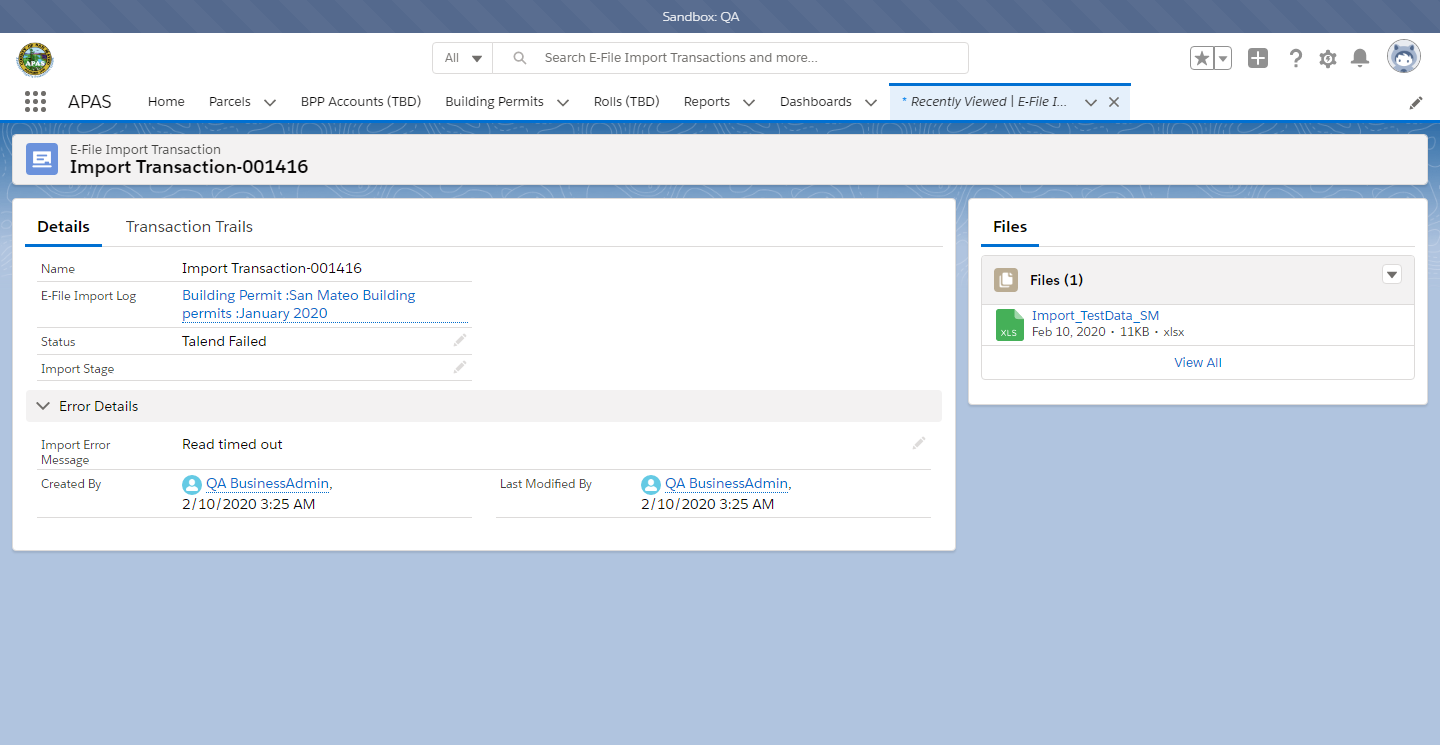 Sandbox: QA
APAS
All
Search E-File Import Transactions and more...
APAS
Home
Parcels
BPP Accounts (TBD)
Building Permits
Rolls (TBD)
Reports
Dashboards
* Recently Viewed | E-File I...
E-File Import Transaction
Import Transaction-001416
Details
Transaction Trails
Name
Import Transaction-001416
E-File Import Log
Building Permit :San Mateo Building
permits :January 2020
Status
Talend Failed
Import Stage
Error Details
Import Error
Message
Read timed out
Created By
QA BusinessAdmin,
2/10/2020 3:25 AM
Last Modified By
QA BusinessAdmin,
2/10/2020 3:25 AM
Files
Files (1)
XLS
Import_TestData_SM
Feb 10, 2020 • 11KB • xlsx
View All